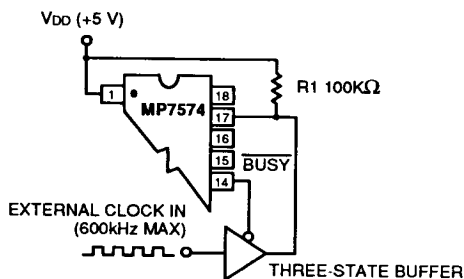 VDD (+5 V)
1
MP7574
18
17
16
15
14
R1 100KΩ
BUSY
EXTERNAL CLOCK IN
(600kHz MAX)
THREE-STATE BUFFER